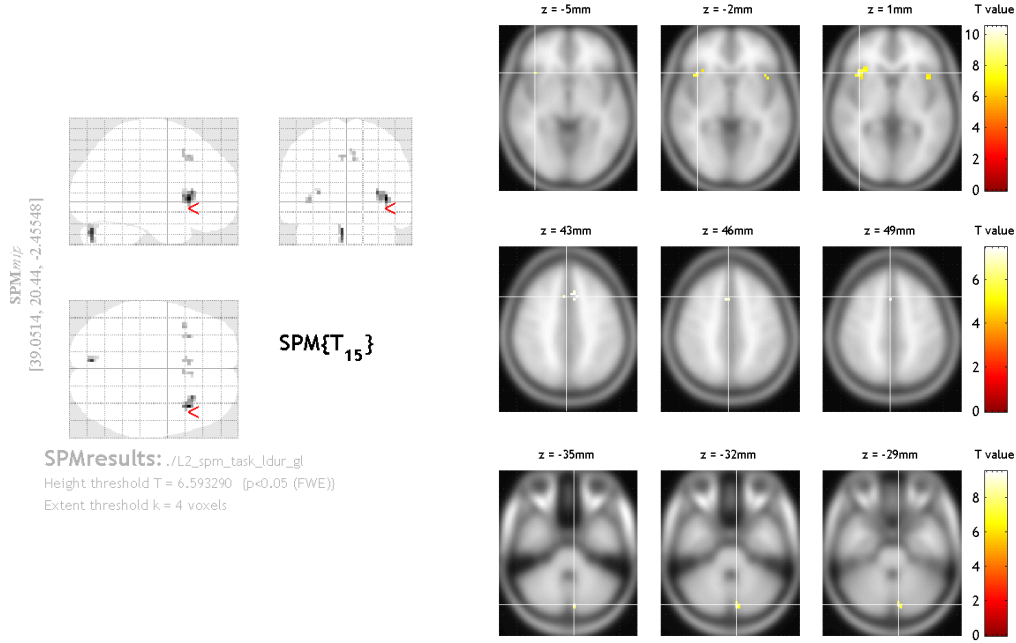 z = -5mm
z = -2mm
z = 1mm
T value
10
8
6
4
2
0
SPMmip
[39.0514, 20.44, -2.45548]
<
<
<
SPM{T15}
z = 43mm
z = 46mm
z = 49mm
T value
6
4
2
0
SPMresults: ./L2_spm_task_ldur_gl
Height threshold T = 6.593290 {p<0.05 (FWE)}
Extent threshold k = 4 voxels
z = -35mm
z = -32mm
z = -29mm
T value
8
6
4
2
0